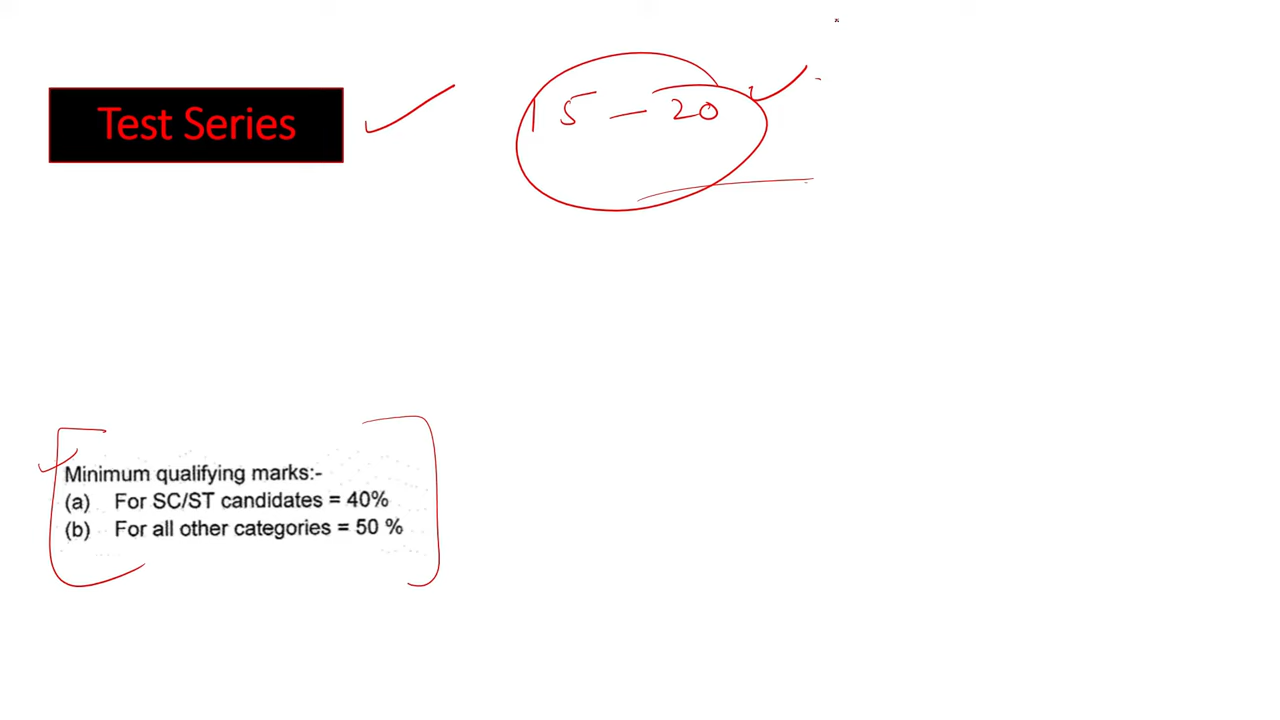 Test Series
15 — 20
Minimum qualifying marks:-
(a) For SC/ST candidates = 40%
(b) For all other categories = 50 %